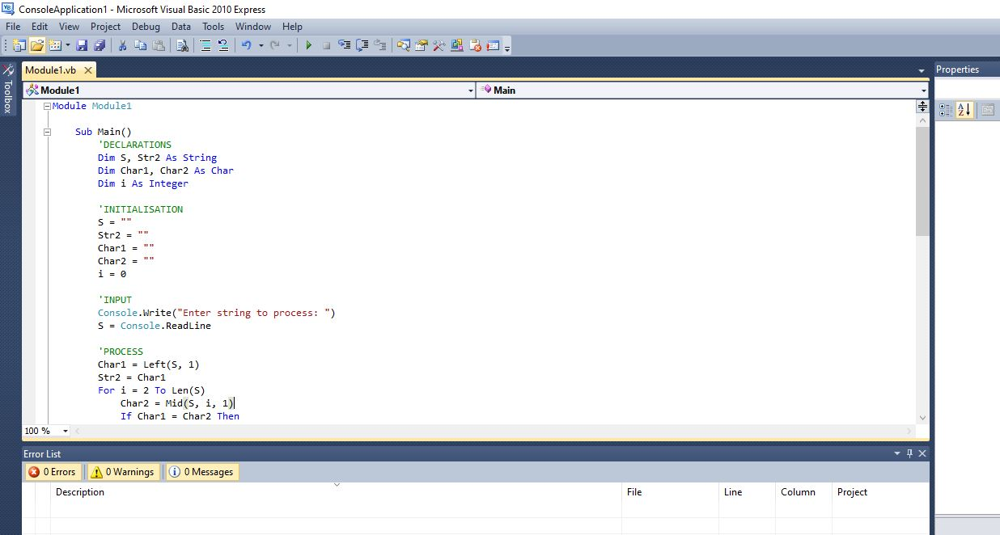 ConsoleApplication1 - Microsoft Visual Basic 2010 Express
File Edit View Project Debug Data Tools Window Help
Toolbox
Module1.vb
Properties
Module1 Main
Module Module1
Sub Main()
'DECLARATIONS
Dim S, Str2 As String
Dim Char1, Char2 As Char
Dim i As Integer
'INITIALISATION
S = ""
Str2 = ""
Char1 = ""
Char2 = ""
i = 0
'INPUT
Console.Write("Enter string to process: ")
S = Console.ReadLine
'PROCESS
Char1 = Left(S, 1)
Str2 = Char1
For i = 2 To Len(S)
Char2 = Mid(S, i, 1)
If Char1 = Char2 Then
100 %
Error List
0 Errors 0 Warnings 0 Messages
Description File Line Column Project